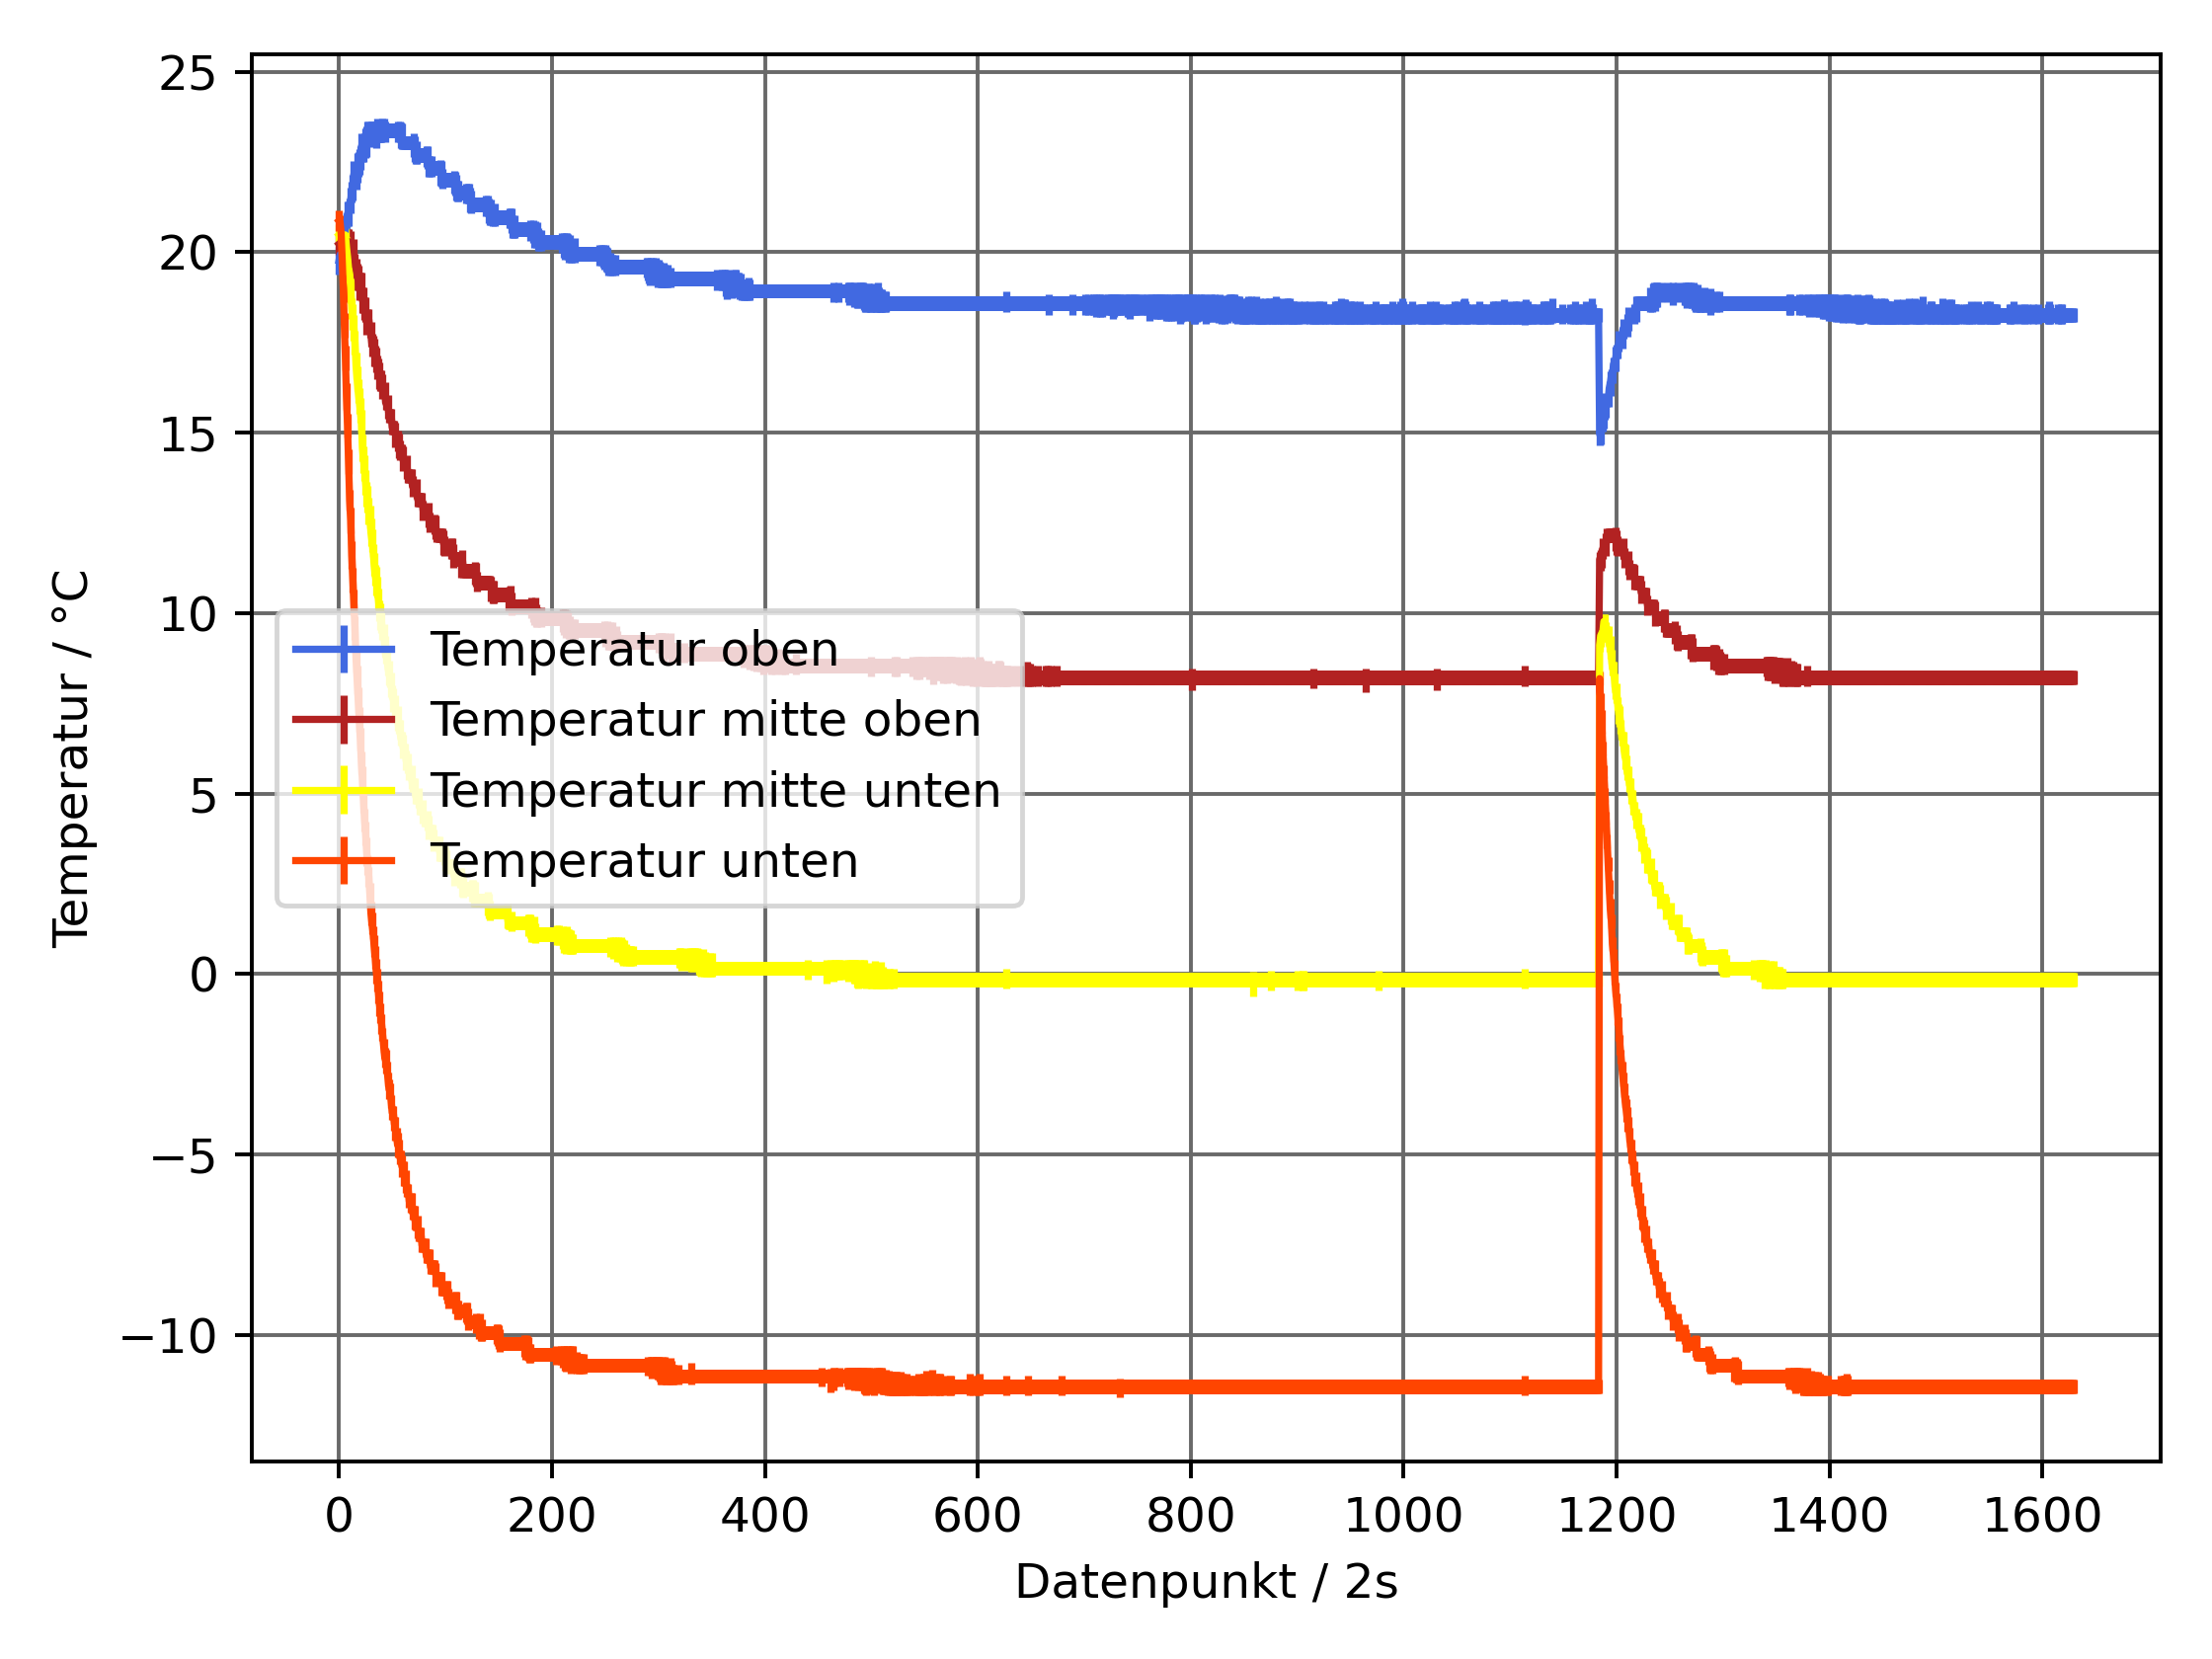 25
20
15
10
5
0
−5
−10
Temperatur / °C
Temperatur oben
Temperatur mitte oben
Temperatur mitte unten
Temperatur unten
0 200 400 600 800 1000 1200 1400 1600
Datenpunkt / 2s